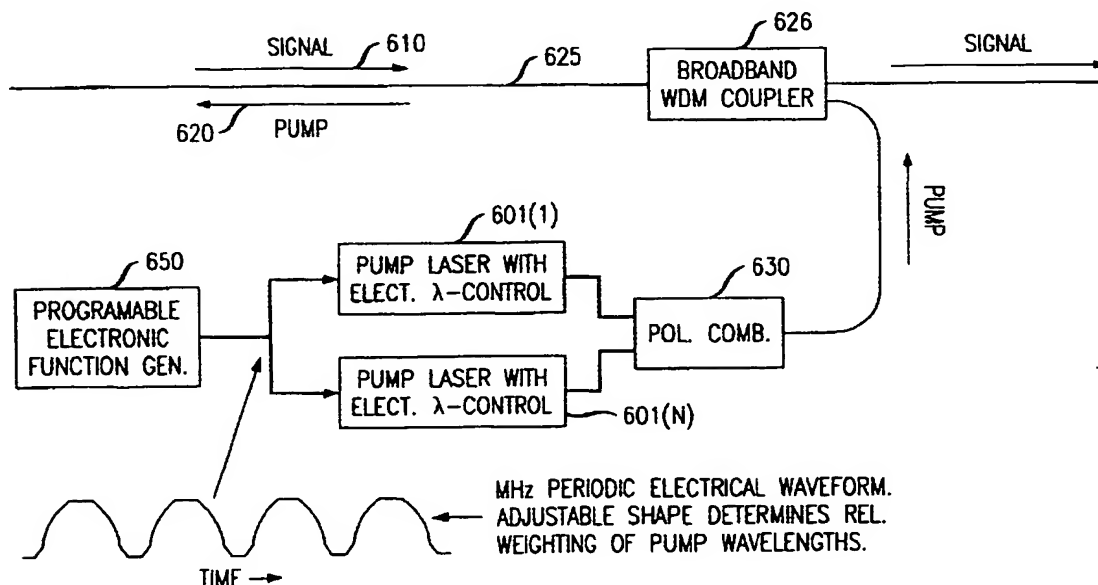 SIGNAL
610
620
PUMP
625
626
BROADBAND
WDM COUPLER
SIGNAL
PUMP
650
PROGRAMABLE
ELECTRONIC
FUNCTION GEN.
601(1)
PUMP LASER WITH
ELECT. λ-CONTROL
PUMP LASER WITH
ELECT. λ-CONTROL
601(N)
630
POL. COMB.
MHz PERIODIC ELECTRICAL WAVEFORM.
ADJUSTABLE SHAPE DETERMINES REL.
WEIGHTING OF PUMP WAVELENGTHS.
TIME